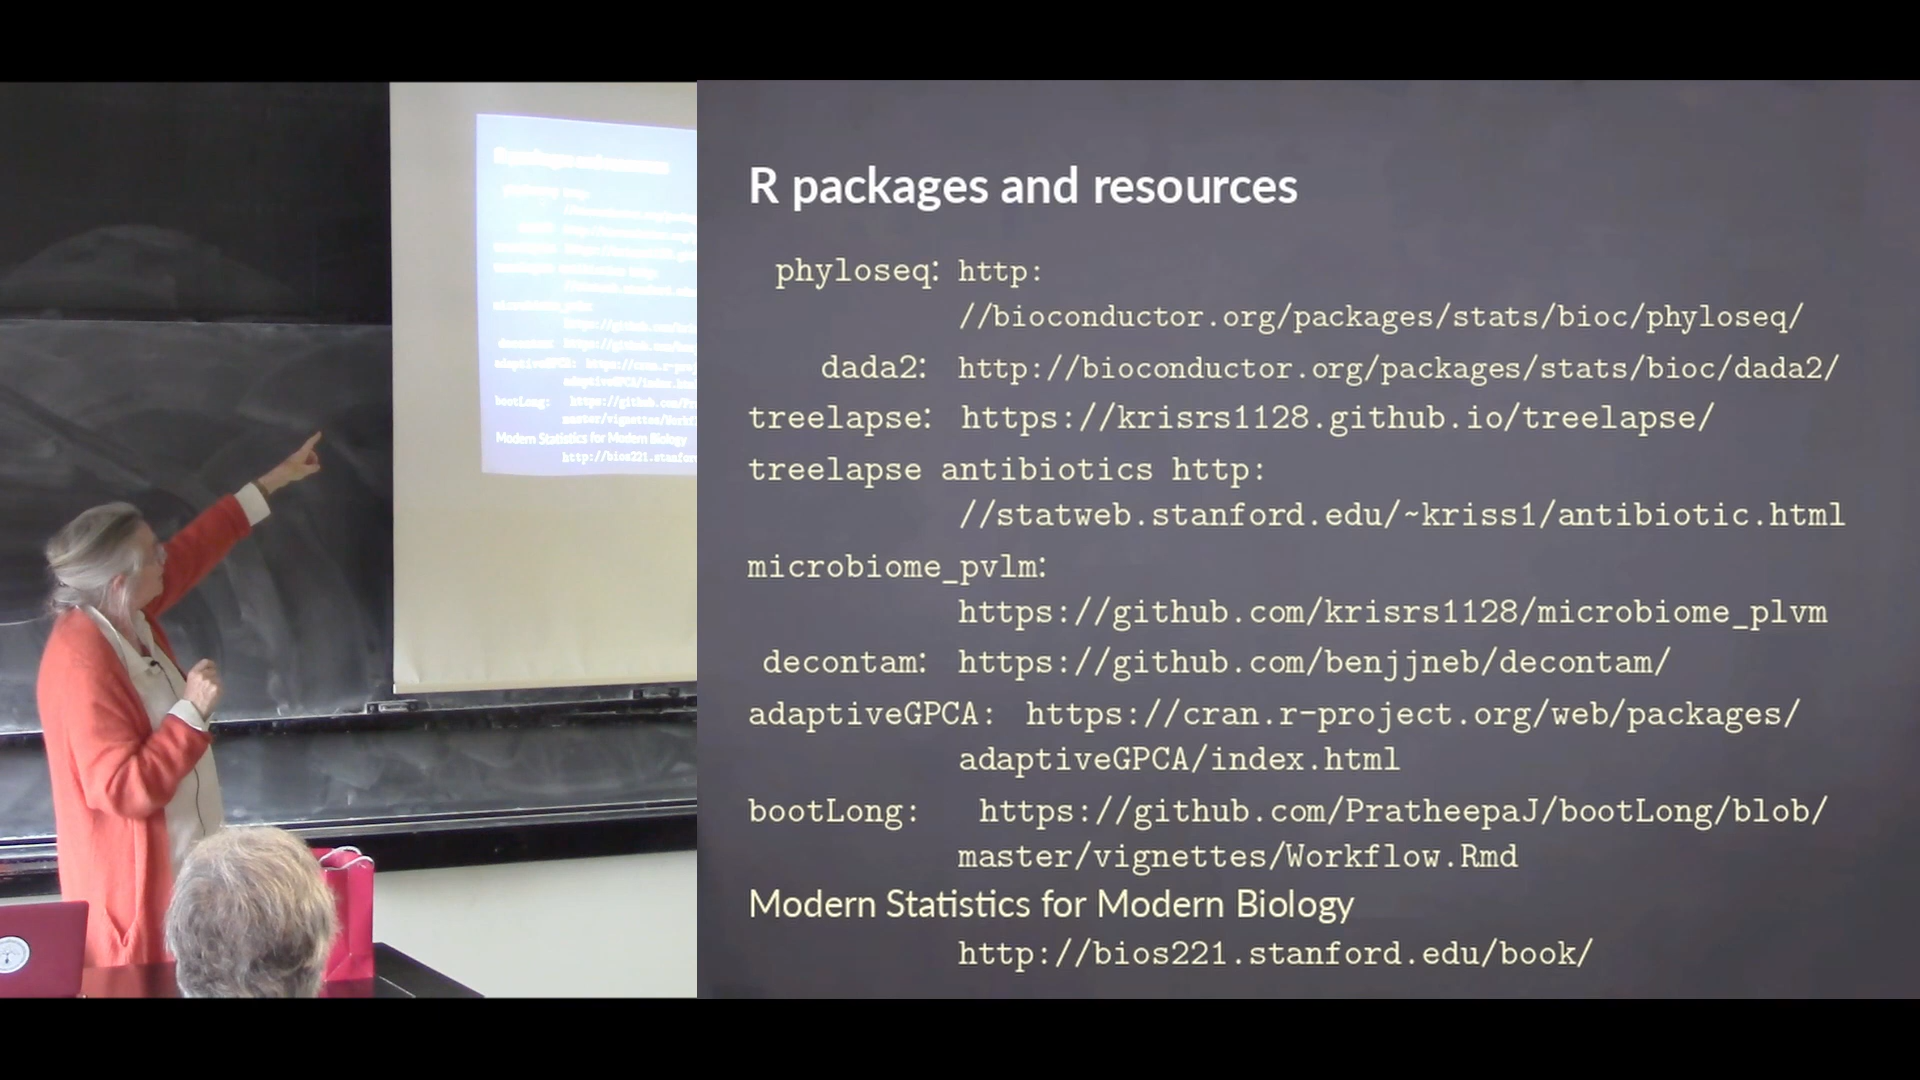 R packages and resources
phyloseq: http:
//bioconductor.org/packages/stats/bioc/phyloseq/
dada2: http://bioconductor.org/packages/stats/bioc/dada2/
treelapse: https://krisrs1128.github.io/treelapse/
treelapse antibiotics http:
//statweb.stanford.edu/~kriss1/antibiotic.html
microbiome_pvlm:
https://github.com/krisrs1128/microbiome_plvm
decontam: https://github.com/benjjneb/decontam/
adaptiveGPCA: https://cran.r-project.org/web/packages/
adaptiveGPCA/index.html
bootLong: https://github.com/PratheepaJ/bootLong/blob/
master/vignettes/Workflow.Rmd
Modern Statistics for Modern Biology
http://bios221.stanford.edu/book/